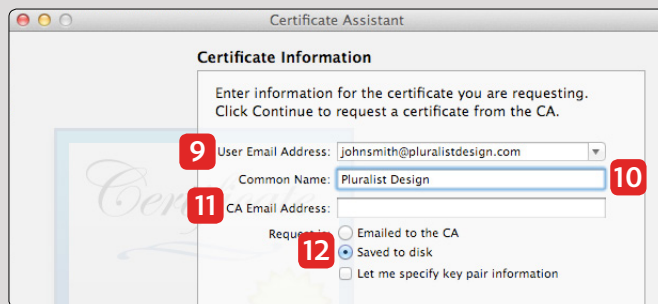 Certificate Assistant
Certificate Information
Enter information for the certificate you are requesting.
Click Continue to request a certificate from the CA.
9 User Email Address: johnsmith@pluralistdesign.com
Common Name: Pluralist Design 10
11 CA Email Address:
Request is: Emailed to the CA
12 Saved to disk
Let me specify key pair information
Certificate